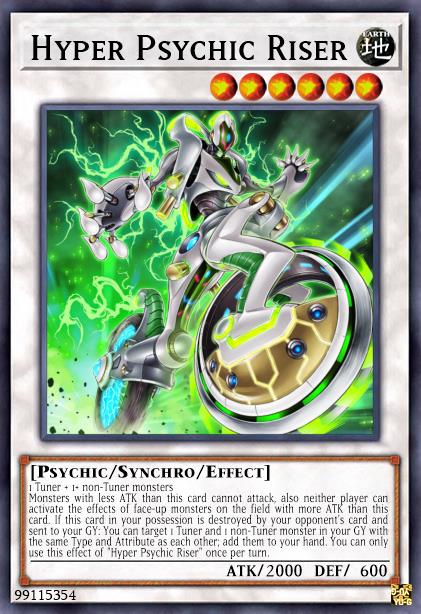 Hyper Psychic Riser
EARTH
地
[Psychic/Synchro/Effect]
1 Tuner + 1+ non-Tuner monsters
Monsters with less ATK than this card cannot attack, also neither player can
activate the effects of face-up monsters on the field with more ATK than this
card. If this card in your possession is destroyed by your opponent's card and
sent to your GY: You can target 1 Tuner and 1 non-Tuner monster in your GY with
the same Type and Attribute as each other; add them to your hand. You can only
use this effect of "Hyper Psychic Riser" once per turn.
ATK/2000 DEF/ 600
99115354